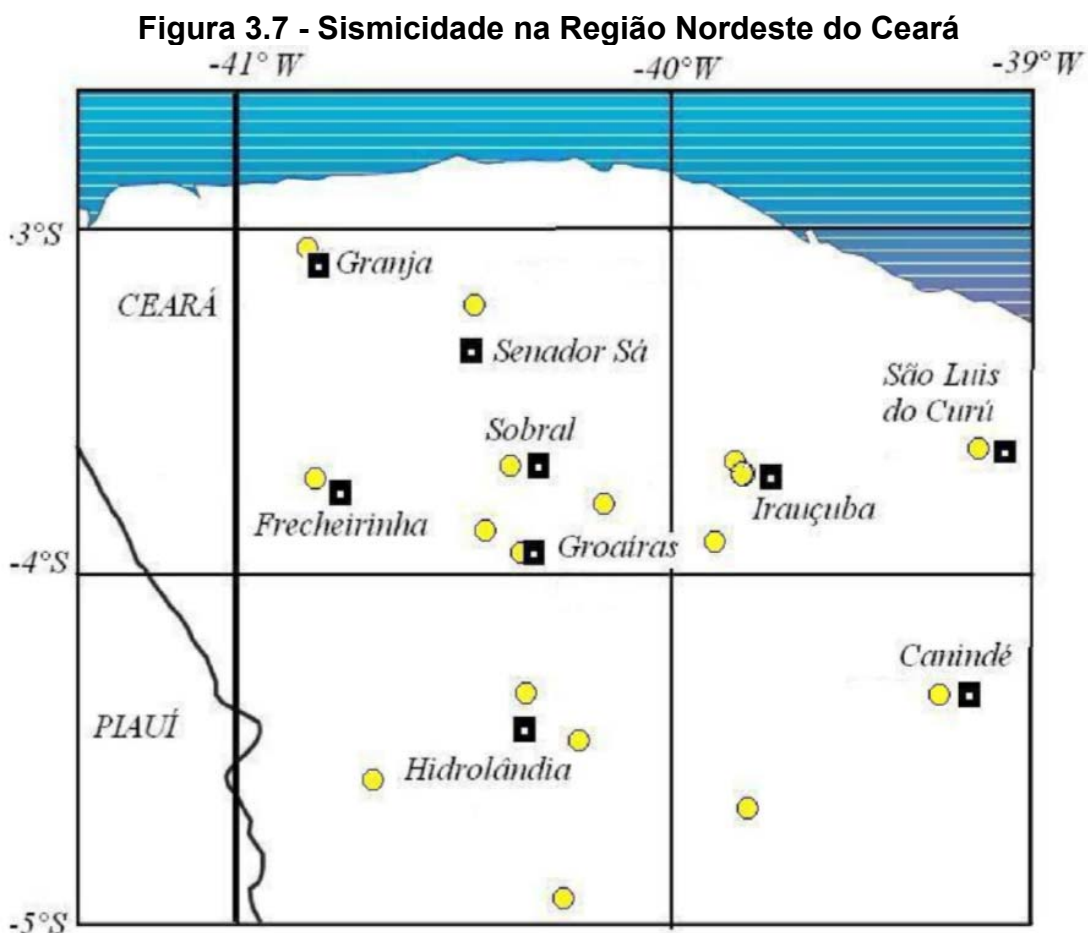 Figura 3.7 - Sismicidade na Região Nordeste do Ceará
-41° W
-40°W
-39°W
-3°S
Granja
CEARÁ
Senador Sá
São Luis
do Curú
Sobral
Irauçuba
Frecheirinha
Groaíras
-4°S
Canindé
PIAUÍ
Hidrolândia
-5°S